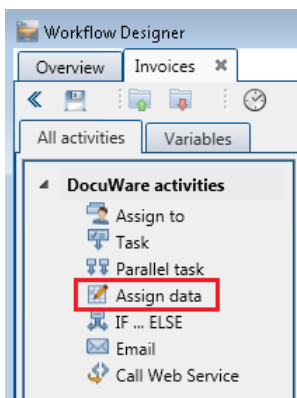 Workflow Designer
Overview Invoices
All activities Variables
DocuWare activities
Assign to
Task
Parallel task
Assign data
IF ... ELSE
Email
Call Web Service